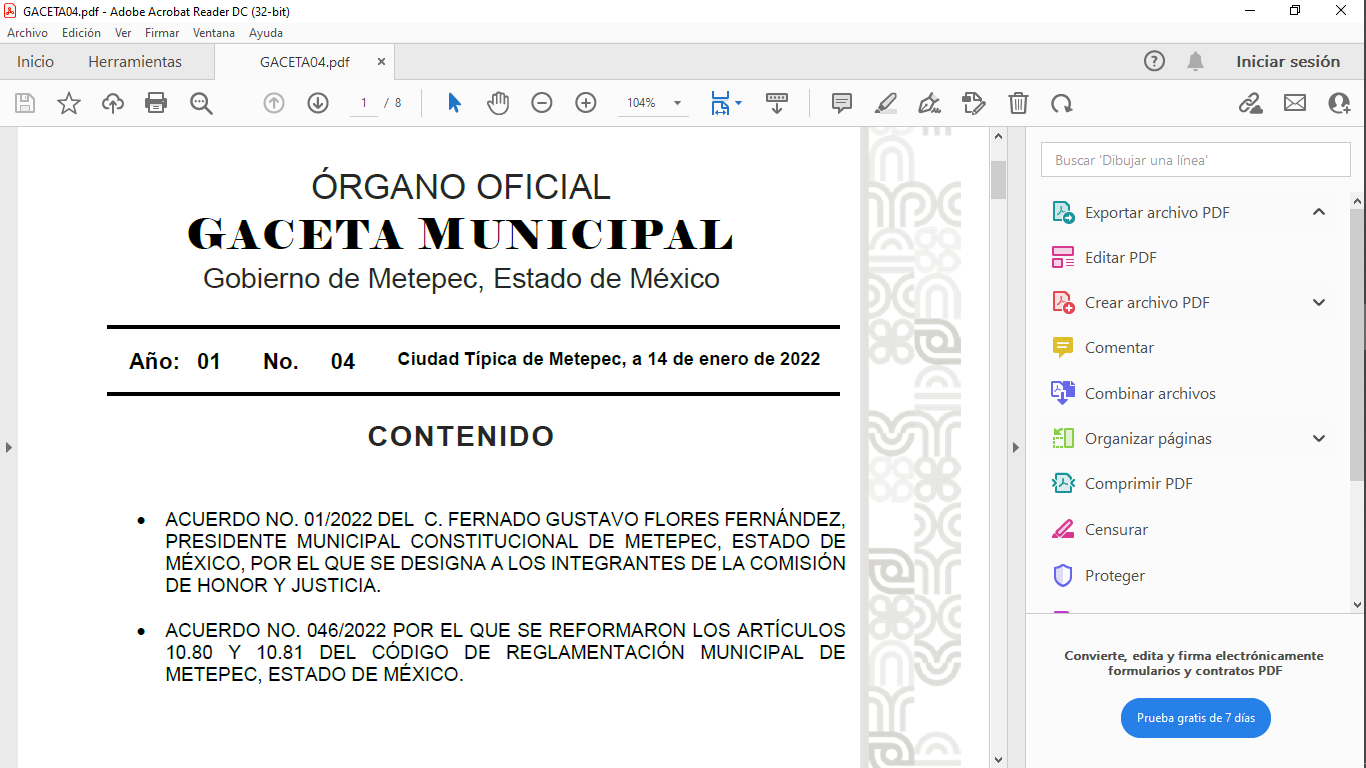 GACETA04.pdf - Adobe Acrobat Reader DC (32-bit)
Archivo Edición Ver Firmar Ventana Ayuda
Inicio Herramientas GACETA04.pdf × Iniciar sesión
1 / 8 104%
ÓRGANO OFICIAL
GACETA MUNICIPAL
Gobierno de Metepec, Estado de México
Año: 01 No. 04 Ciudad Típica de Metepec, a 14 de enero de 2022
CONTENIDO
• ACUERDO NO. 01/2022 DEL C. FERNADO GUSTAVO FLORES FERNÁNDEZ,
PRESIDENTE MUNICIPAL CONSTITUCIONAL DE METEPEC, ESTADO DE
MÉXICO, POR EL QUE SE DESIGNA A LOS INTEGRANTES DE LA COMISIÓN
DE HONOR Y JUSTICIA.
• ACUERDO NO. 046/2022 POR EL QUE SE REFORMARON LOS ARTÍCULOS
10.80 Y 10.81 DEL CÓDIGO DE REGLAMENTACIÓN MUNICIPAL DE
METEPEC, ESTADO DE MÉXICO.
Buscar 'Dibujar una línea'
Exportar archivo PDF
Editar PDF
Crear archivo PDF
Comentar
Combinar archivos
Organizar páginas
Comprimir PDF
Censurar
Proteger
Convierte, edita y firma electrónicamente
formularios y contratos PDF
Prueba gratis de 7 días